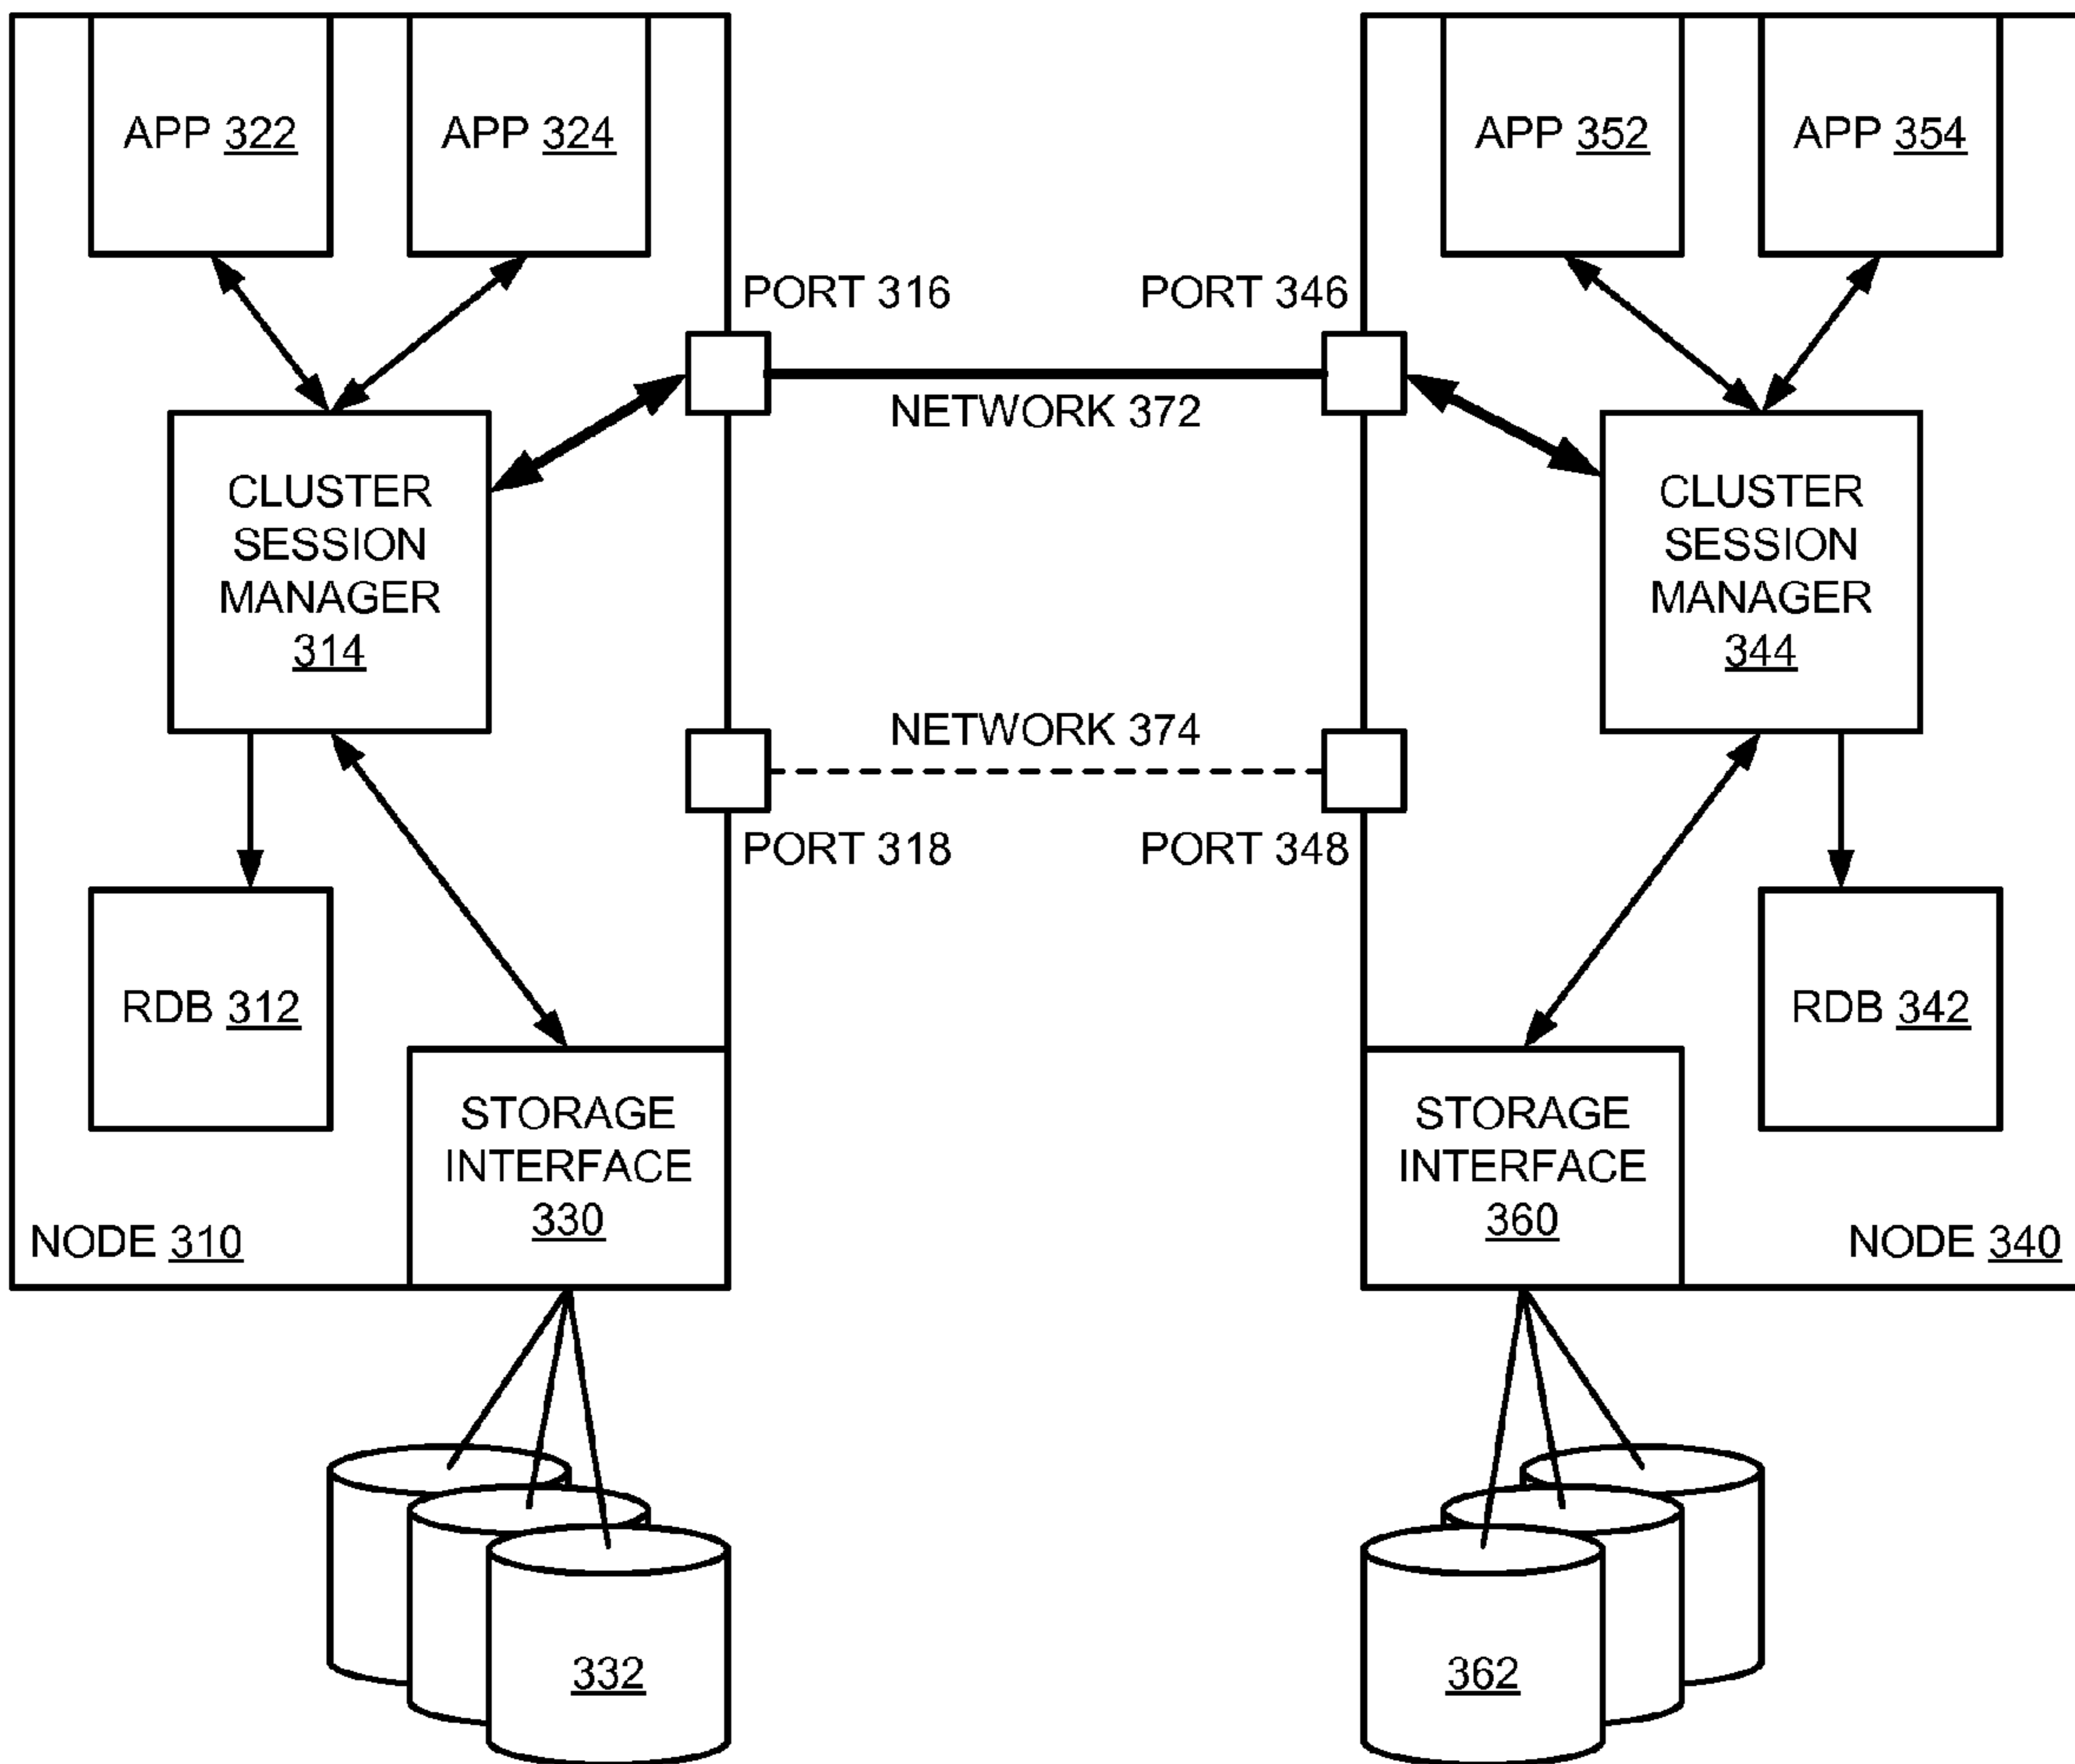 APP 322
APP 324
APP 352
APP 354
PORT 316
PORT 346
NETWORK 372
CLUSTER
SESSION
MANAGER
314
CLUSTER
SESSION
MANAGER
344
NETWORK 374
PORT 318
PORT 348
RDB 312
RDB 342
STORAGE
INTERFACE
330
STORAGE
INTERFACE
360
NODE 310
NODE 340
332
362